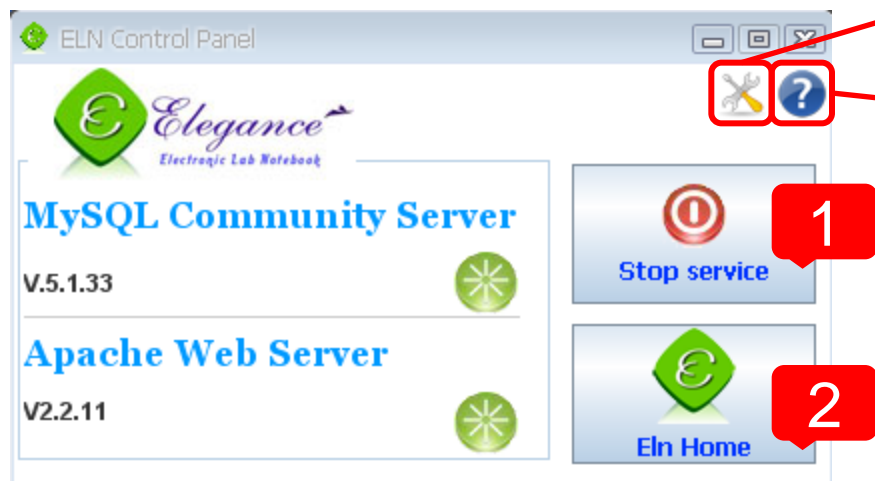 ELN Control Panel
Elegance
Electronic Lab Notebook
MySQL Community Server
V.5.1.33
Apache Web Server
V2.2.11
?
1
Stop service
2
Eln Home